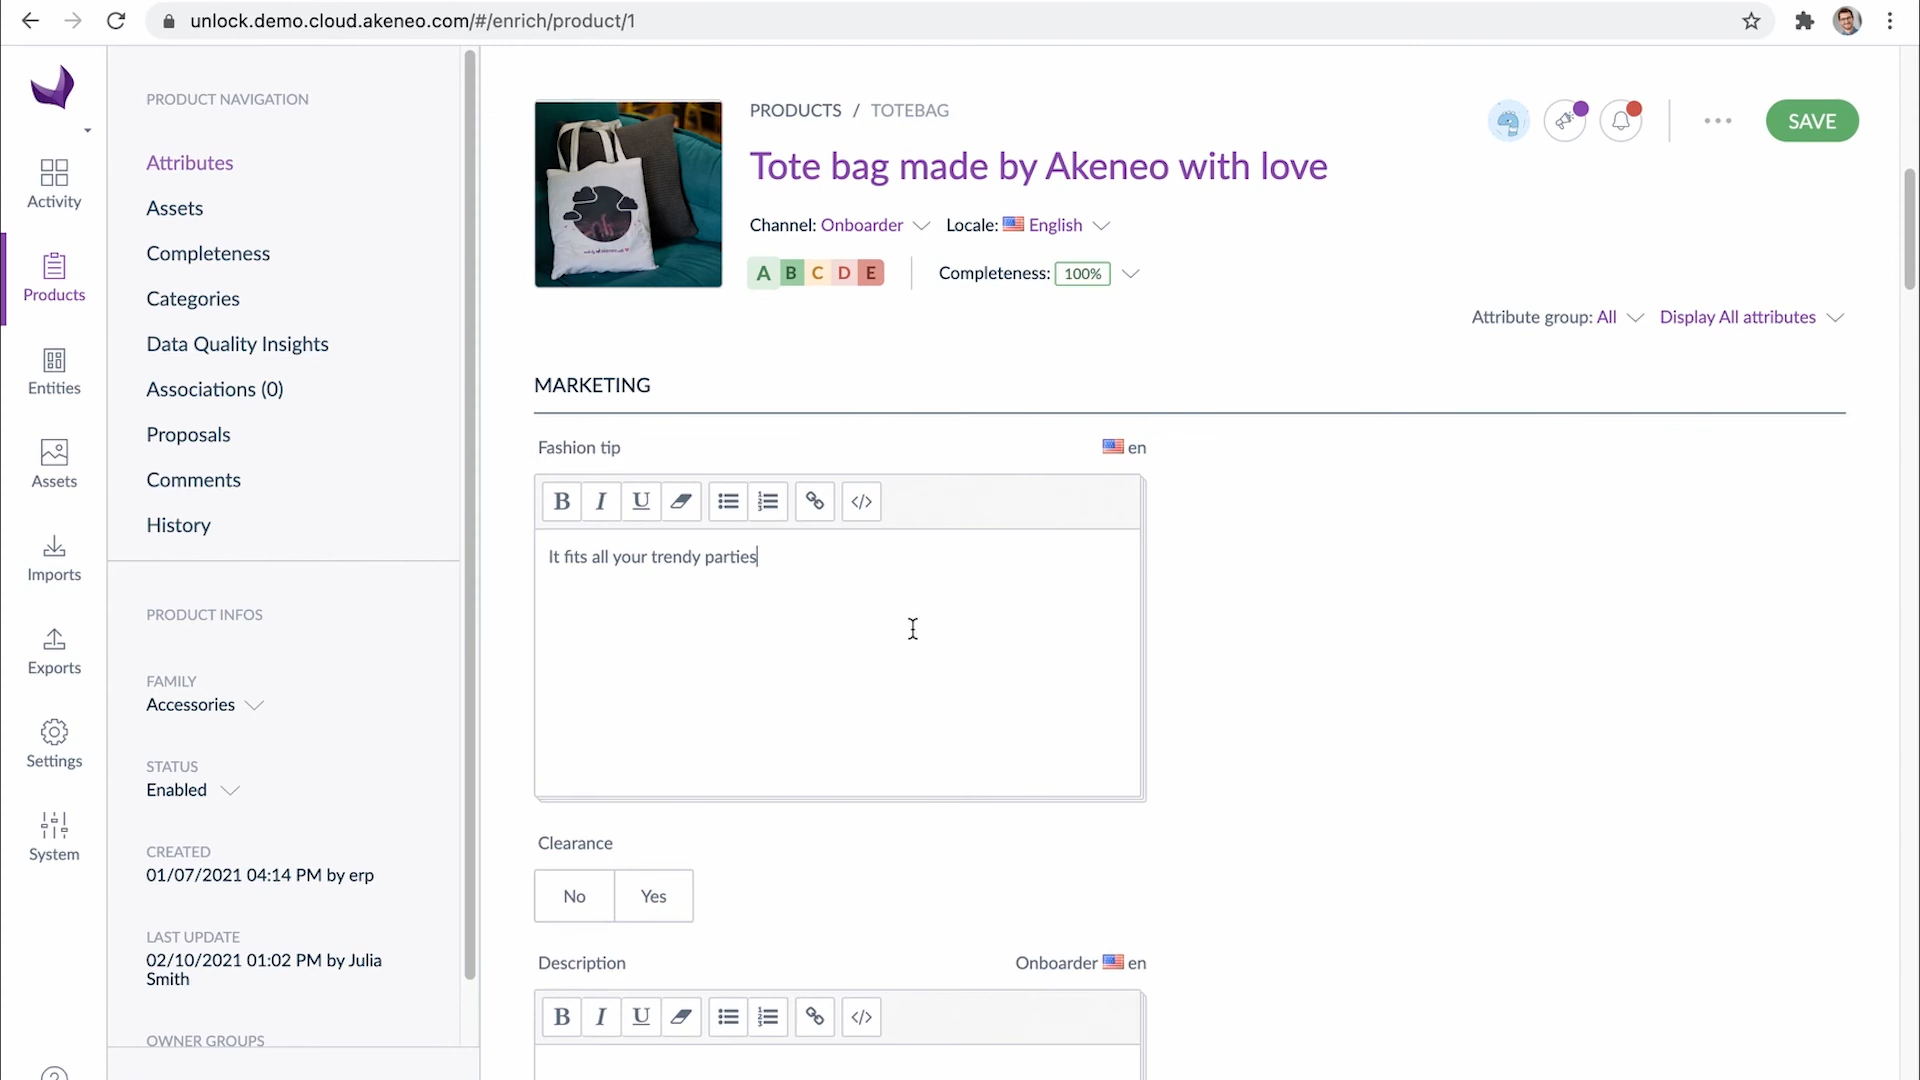 unlock.demo.cloud.akeneo.com/#/enrich/product/1
Activity
Products
Entities
Assets
Imports
Exports
Settings
System
PRODUCT NAVIGATION
Attributes
Assets
Completeness
Categories
Data Quality Insights
Associations (0)
Proposals
Comments
History
PRODUCT INFOS
FAMILY
Accessories
STATUS
Enabled
CREATED
01/07/2021 04:14 PM by erp
LAST UPDATE
02/10/2021 01:02 PM by Julia
Smith
OWNER GROUPS
PRODUCTS / TOTEBAG
SAVE
Tote bag made by Akeneo with love
Channel: Onboarder Locale: English
A B C D E Completeness: 100%
Attribute group: All Display All attributes
MARKETING
Fashion tip en
B I U </>
It fits all your trendy parties
Clearance
No Yes
Description Onboarder en
B I U </>